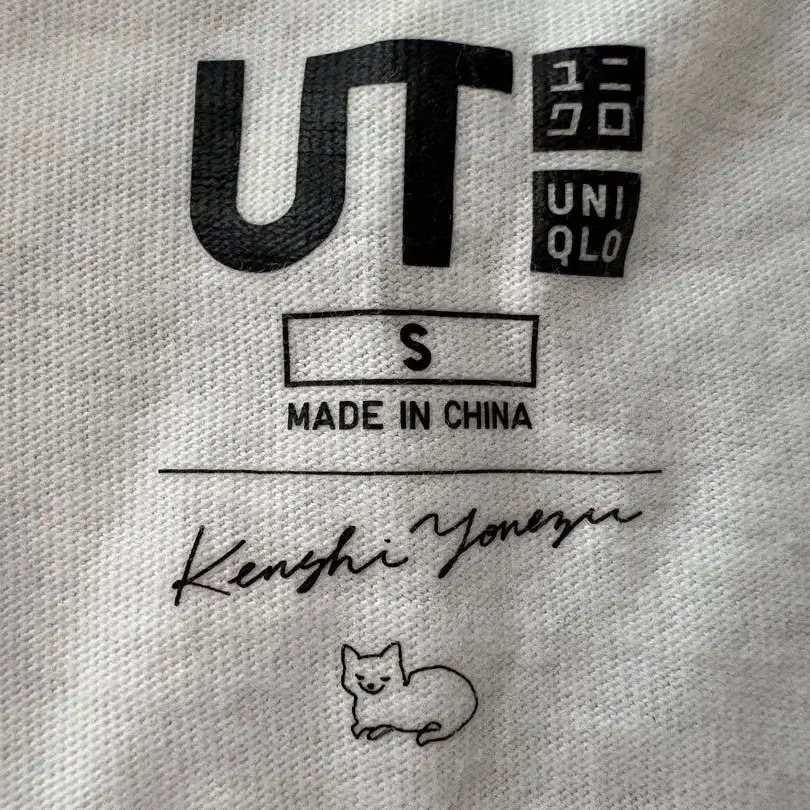 UT
ユニ
クロ
UNI
QLO
S
MADE IN CHINA
Kenshi Yonezu